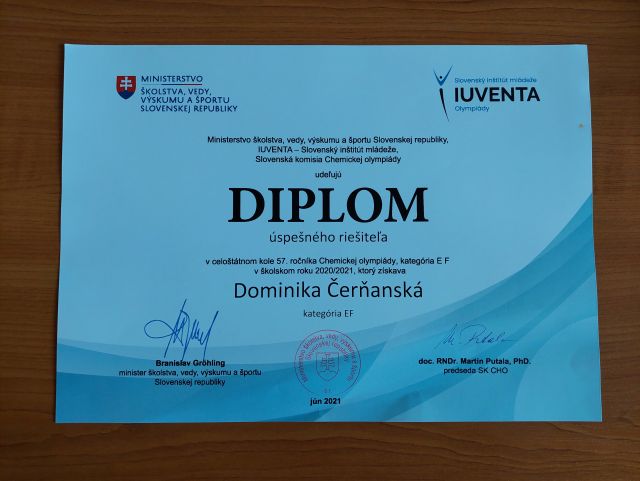 MINISTERSTVO
ŠKOLSTVA, VEDY,
VÝSKUMU A ŠPORTU
SLOVENSKEJ REPUBLIKY
Slovenský inštitút mládeže
IUVENTA
Olympiády
Ministerstvo školstva, vedy, výskumu a športu Slovenskej republiky,
IUVENTA – Slovenský inštitút mládeže,
Slovenská komisia Chemickej olympiády
udeľujú
DIPLOM
úspešného riešiteľa
v celoštátnom kole 57. ročníka Chemickej olympiády, kategória E F
v školskom roku 2020/2021, ktorý získava
Dominika Čerňanská
kategória EF
Branislav Gröhling
minister školstva, vedy, výskumu a športu
Slovenskej republiky
jún 2021
doc. RNDr. Martin Putala, PhD.
predseda SK CHO